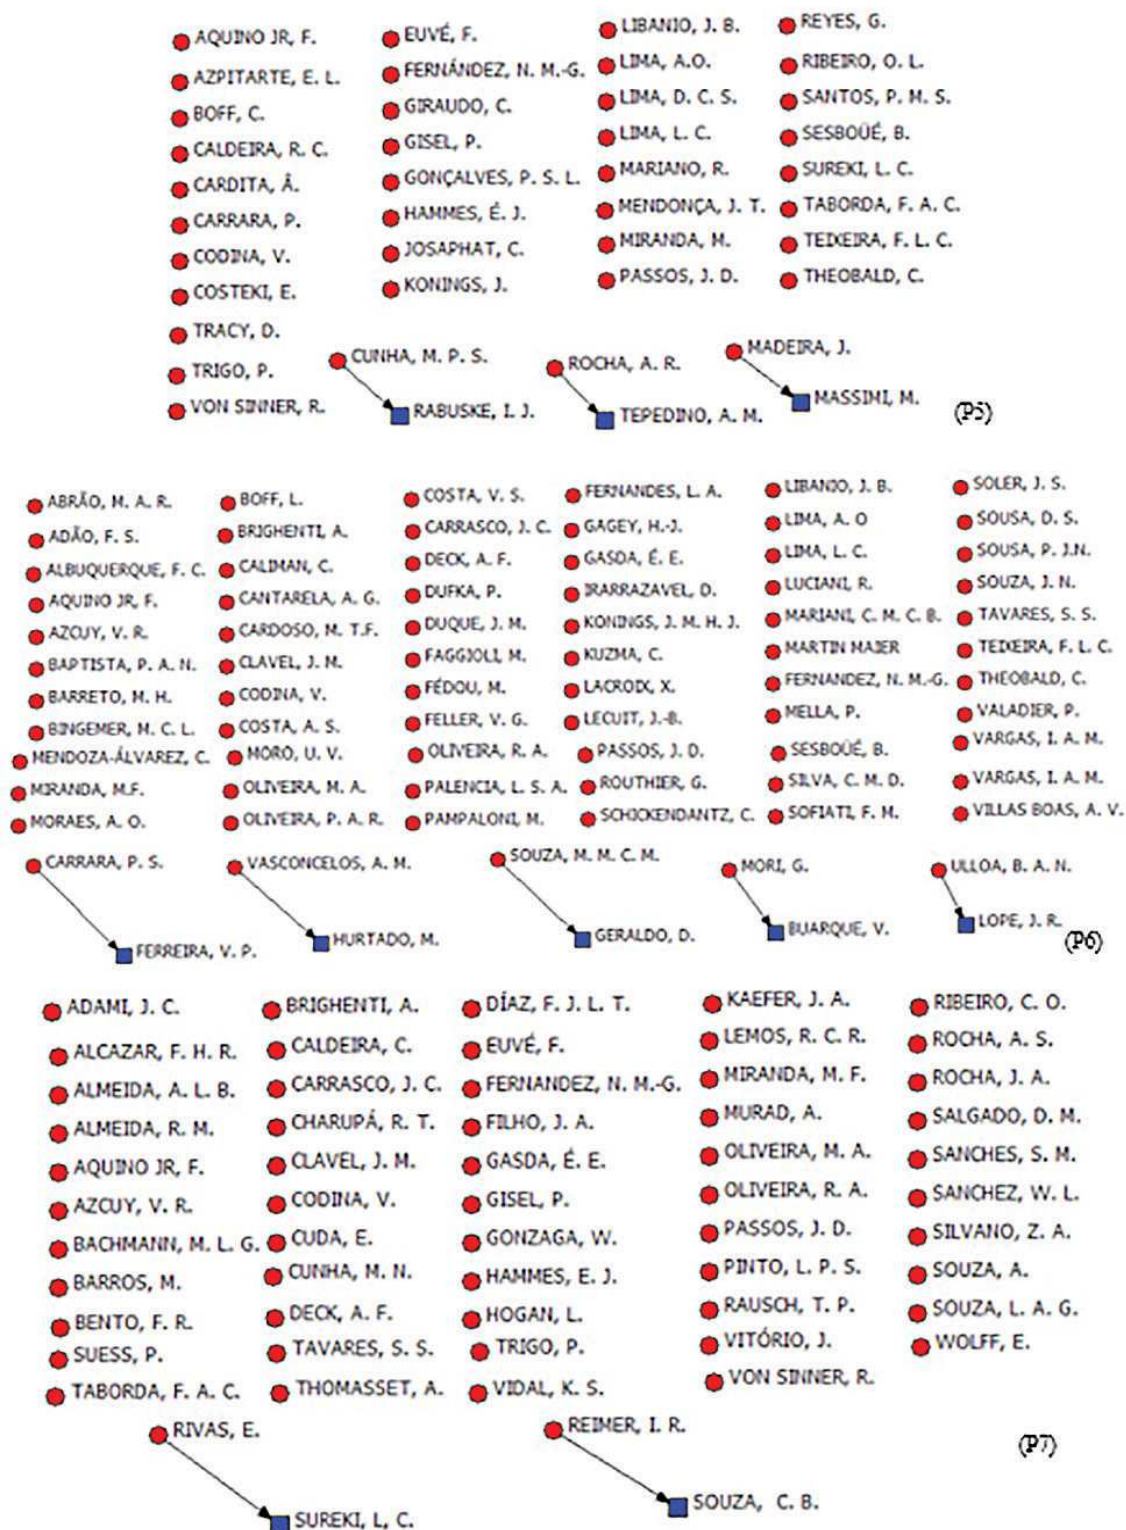 AQUINO JR, F.
AZPITARTE, E. L.
BOFF, C.
CALDEIRA, R. C.
CARDITA, Â.
CARRARA, P.
CODINA, V.
COSTEKI, E.
TRACY, D.
TRIGO, P.
VON SINNER, R.
EUVÉ, F.
FERNÁNDEZ, N. M.-G.
GIRAUDO, C.
GISEL, P.
GONÇALVES, P. S. L.
HAMMES, É. J.
JOSAPHAT, C.
KONINGS, J.
LIBANIO, J. B.
LIMA, A.O.
LIMA, D. C. S.
LIMA, L. C.
MARIANO, R.
MENDONÇA, J. T.
MIRANDA, M.
PASSOS, J. D.
REYES, G.
RIBEIRO, O. L.
SANTOS, P. M. S.
SESBOÜÉ, B.
SUREKI, L. C.
TABORDA, F. A. C.
TEIXEIRA, F. L. C.
THEOBALD, C.
CUNHA, M. P. S.
RABUSKE, I. J.
ROCHA, A. R.
TEPEDINO, A. M.
MADEIRA, J.
MASSIMI, M.
(P5)
ABRÃO, M. A. R.
ADÃO, F. S.
ALBUQUERQUE, F. C.
AQUINO JR, F.
AZCUY, V. R.
BAPTISTA, P. A. N.
BARRETO, M. H.
BINGEMER, M. C. L.
MENDOZA-ÁLVAREZ, C.
MIRANDA, M.F.
MORAES, A. O.
BOFF, L.
BRIGHENTI, A.
CALIMAN, C.
CANTARELA, A. G.
CARDOSO, M. T.F.
CLAVEL, J. M.
CODINA, V.
COSTA, A. S.
MORO, U. V.
OLIVEIRA, M. A.
OLIVEIRA, P. A. R.
COSTA, V. S.
CARRASCO, J. C.
DECK, A. F.
DUFKA, P.
DUQUE, J. M.
FAGGIOLI, M.
FÉDOU, M.
FELLER, V. G.
OLIVEIRA, R. A.
PALENCIA, L. S. A.
PAMPALONI, M.
FERNANDES, L. A.
GAGEY, H.-J.
GASDA, É. E.
IRARRAZAVEL, D.
KONINGS, J. M. H. J.
KUZMA, C.
LACROIX, X.
LECUIT, J.-B.
PASSOS, J. D.
ROUTHIER, G.
SCHICKENDANTZ, C.
LIBANIO, J. B.
LIMA, A. O
LIMA, L. C.
LUCIANI, R.
MARIANI, C. M. C. B.
MARTIN MAIER
FERNANDEZ, N. M.-G.
MELLA, P.
SESBOÜÉ, B.
SILVA, C. M. D.
SOFIATI, F. M.
SOLER, J. S.
SOUSA, D. S.
SOUSA, P. J.N.
SOUZA, J. N.
TAVARES, S. S.
TEIXEIRA, F. L. C.
THEOBALD, C.
VALADIER, P.
VARGAS, I. A. M.
VARGAS, I. A. M.
VILLAS BOAS, A. V.
CARRARA, P. S.
FERREIRA, V. P.
VASCONCELOS, A. M.
HURTADO, M.
SOUZA, M. M. C. M.
GERALDO, D.
MORI, G.
BUARQUE, V.
ULLOA, B. A. N.
LOPE, J. R.
(P6)
ADAMI, J. C.
ALCAZAR, F. H. R.
ALMEIDA, A. L. B.
ALMEIDA, R. M.
AQUINO JR, F.
AZCUY, V. R.
BACHMANN, M. L. G.
BARROS, M.
BENTO, F. R.
SUESS, P.
TABORDA, F. A. C.
BRIGHENTI, A.
CALDEIRA, C.
CARRASCO, J. C.
CHARUPÁ, R. T.
CLAVEL, J. M.
CODINA, V.
CUDA, E.
CUNHA, M. N.
DECK, A. F.
TAVARES, S. S.
THOMASSET, A.
DÍAZ, F. J. L. T.
EUVÉ, F.
FERNANDEZ, N. M.-G.
FILHO, J. A.
GASDA, É. E.
GISEL, P.
GONZAGA, W.
HAMMES, E. J.
HOGAN, L.
TRIGO, P.
VIDAL, K. S.
KAEFER, J. A.
LEMOS, R. C. R.
MIRANDA, M. F.
MURAD, A.
OLIVEIRA, M. A.
OLIVEIRA, R. A.
PASSOS, J. D.
PINTO, L. P. S.
RAUSCH, T. P.
VITÓRIO, J.
VON SINNER, R.
RIBEIRO, C. O.
ROCHA, A. S.
ROCHA, J. A.
SALGADO, D. M.
SANCHES, S. M.
SANCHEZ, W. L.
SILVANO, Z. A.
SOUZA, A.
SOUZA, L. A. G.
WOLFF, E.
RIVAS, E.
SUREKI, L, C.
REIMER, I. R.
SOUZA, C. B.
(P7)